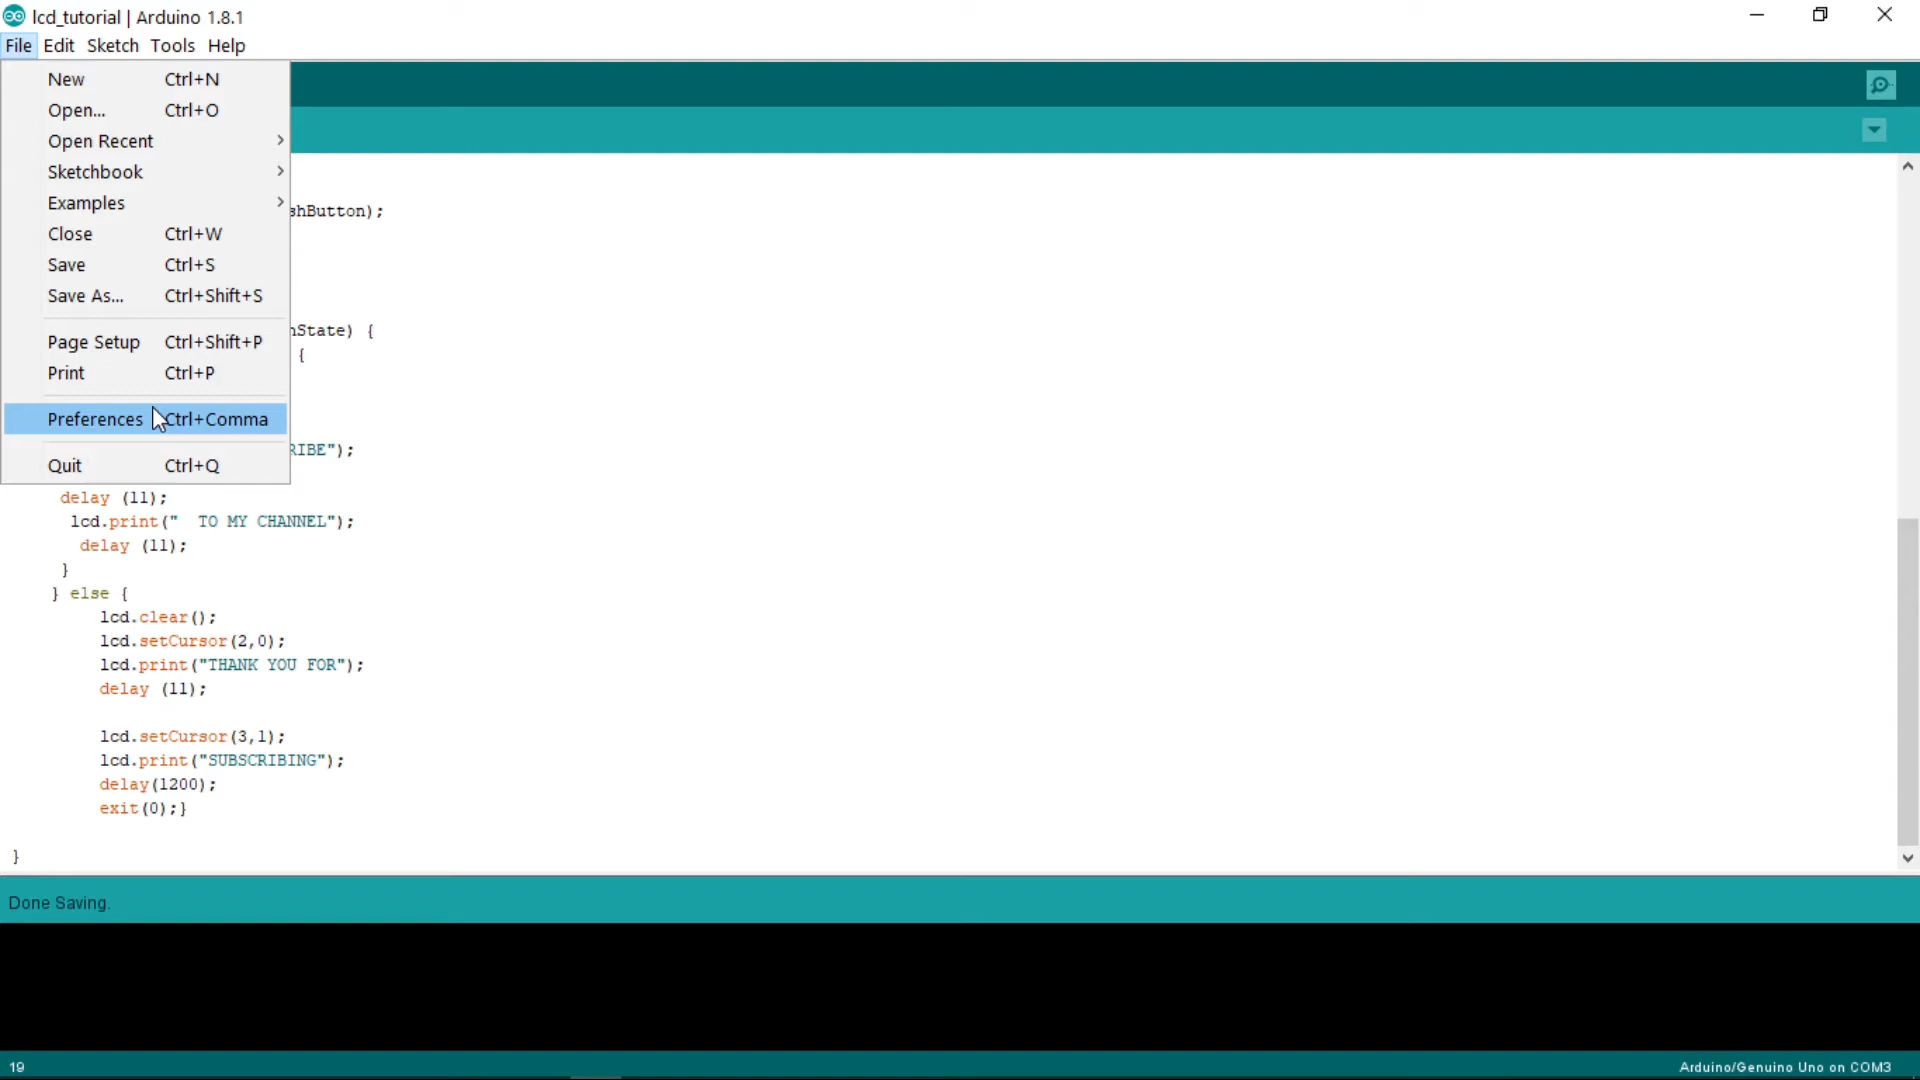 lcd_tutorial | Arduino 1.8.1
File Edit Sketch Tools Help
New Ctrl+N
Open... Ctrl+O
Open Recent
Sketchbook
Examples
Close Ctrl+W
Save Ctrl+S
Save As... Ctrl+Shift+S
Page Setup Ctrl+Shift+P
Print Ctrl+P
Preferences Ctrl+Comma
Quit Ctrl+Q
shButton);
nState) {
{
RIBE");
delay (11);
lcd.print("  TO MY CHANNEL");
delay (11);
}
} else {
lcd.clear();
lcd.setCursor(2,0);
lcd.print("THANK YOU FOR");
delay (11);
lcd.setCursor(3,1);
lcd.print("SUBSCRIBING");
delay(1200);
exit(0);}
}
Done Saving.
19
Arduino/Genuino Uno on COM3